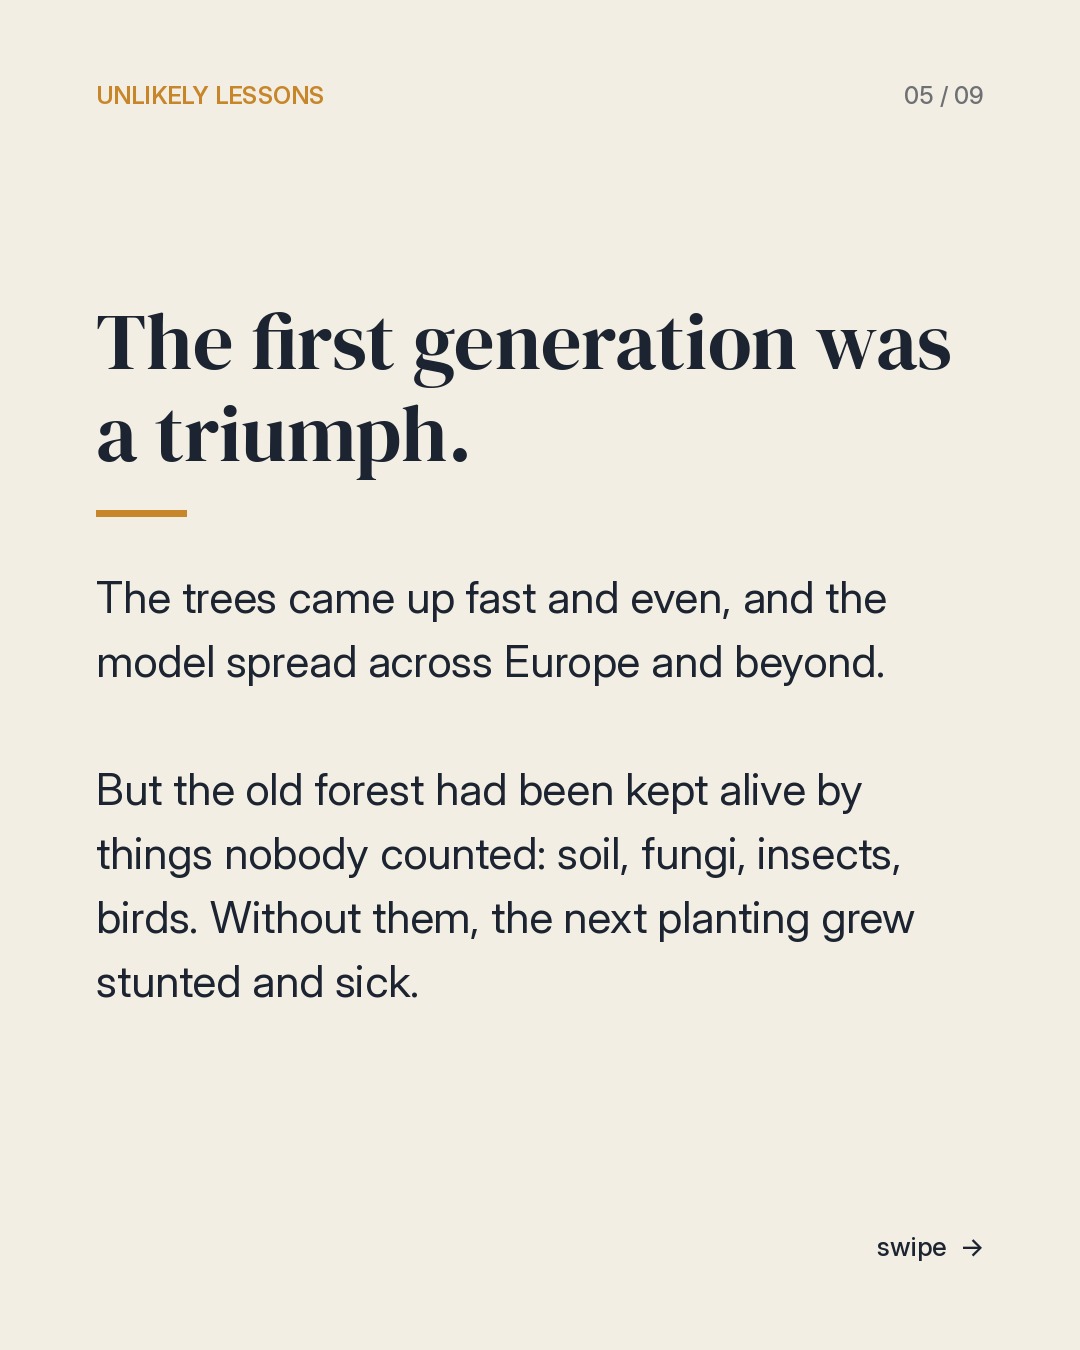 UNLIKELY LESSONS
05 / 09
The first generation was
a triumph.
The trees came up fast and even, and the
model spread across Europe and beyond.
But the old forest had been kept alive by
things nobody counted: soil, fungi, insects,
birds. Without them, the next planting grew
stunted and sick.
swipe →